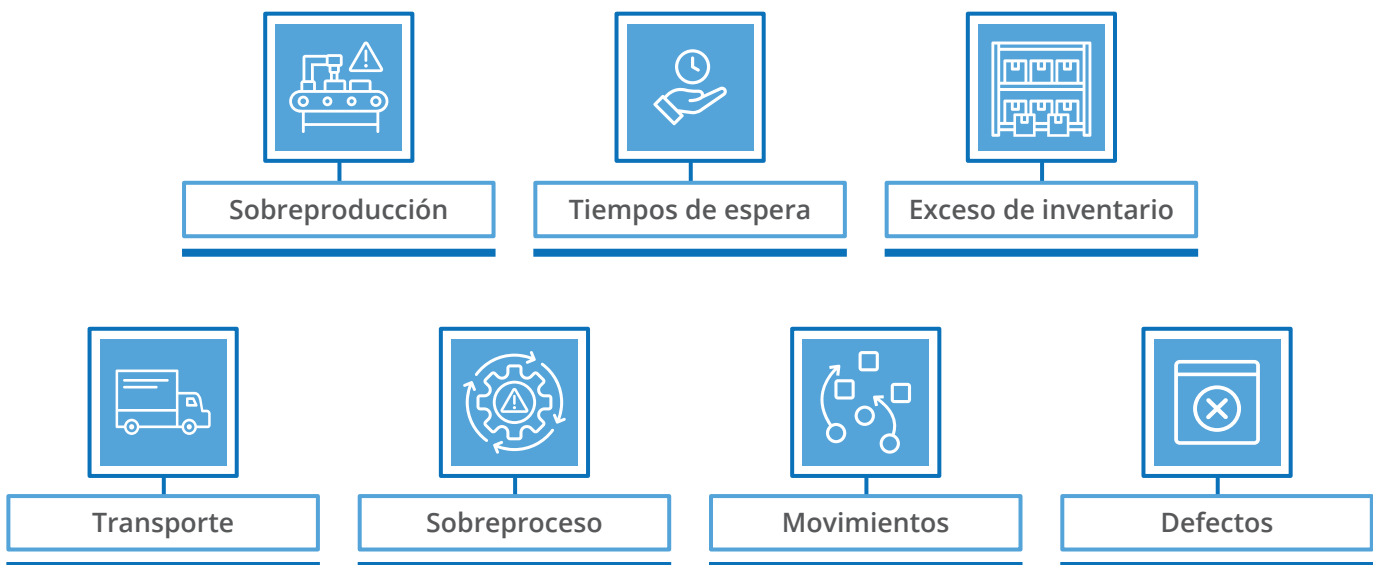 Sobreproducción
Tiempos de espera
Exceso de inventario
Transporte
Sobreproceso
Movimientos
Defectos